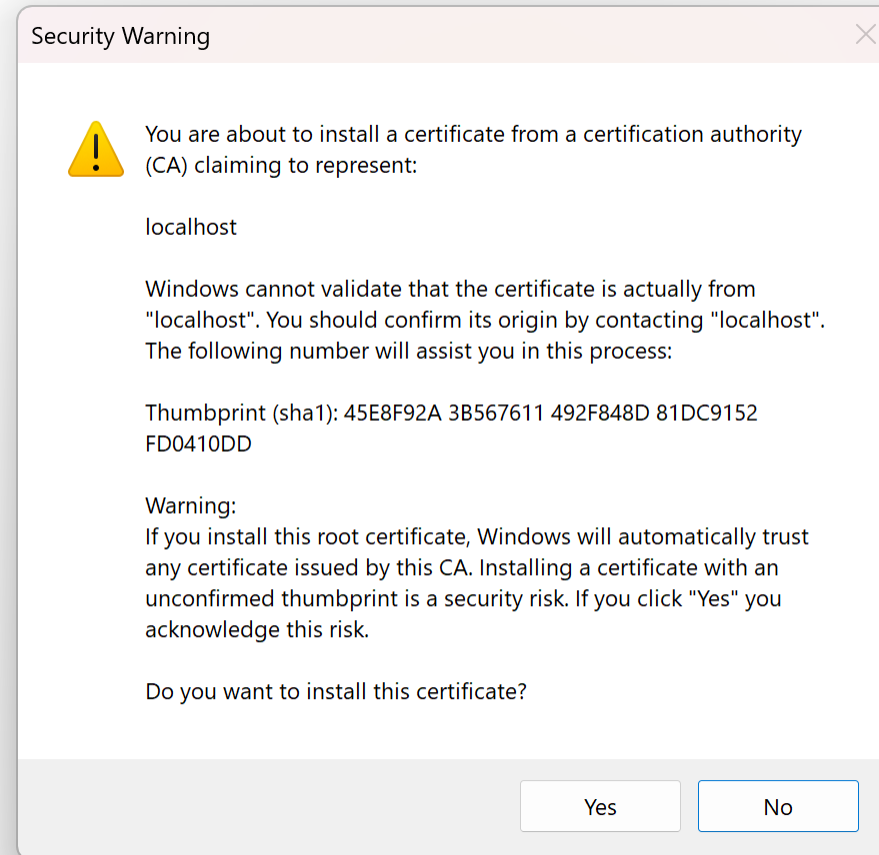 Security Warning
You are about to install a certificate from a certification authority
(CA) claiming to represent:
localhost
Windows cannot validate that the certificate is actually from
"localhost". You should confirm its origin by contacting "localhost".
The following number will assist you in this process:
Thumbprint (sha1): 45E8F92A 3B567611 492F848D 81DC9152
FD0410DD
Warning:
If you install this root certificate, Windows will automatically trust
any certificate issued by this CA. Installing a certificate with an
unconfirmed thumbprint is a security risk. If you click "Yes" you
acknowledge this risk.
Do you want to install this certificate?
Yes
No